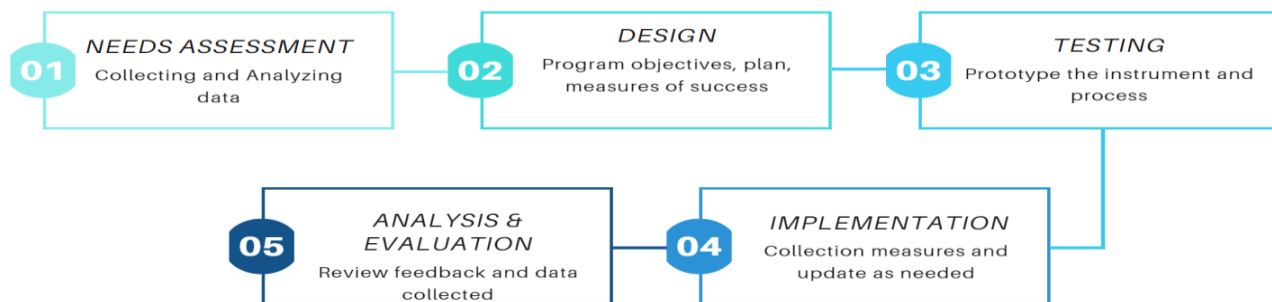 01
NEEDS ASSESSMENT
Collecting and Analyzing
data
02
DESIGN
Program objectives, plan,
measures of success
03
TESTING
Prototype the instrument and
process
04
IMPLEMENTATION
Collection measures and
update as needed
05
ANALYSIS &
EVALUATION
Review feedback and data
collected